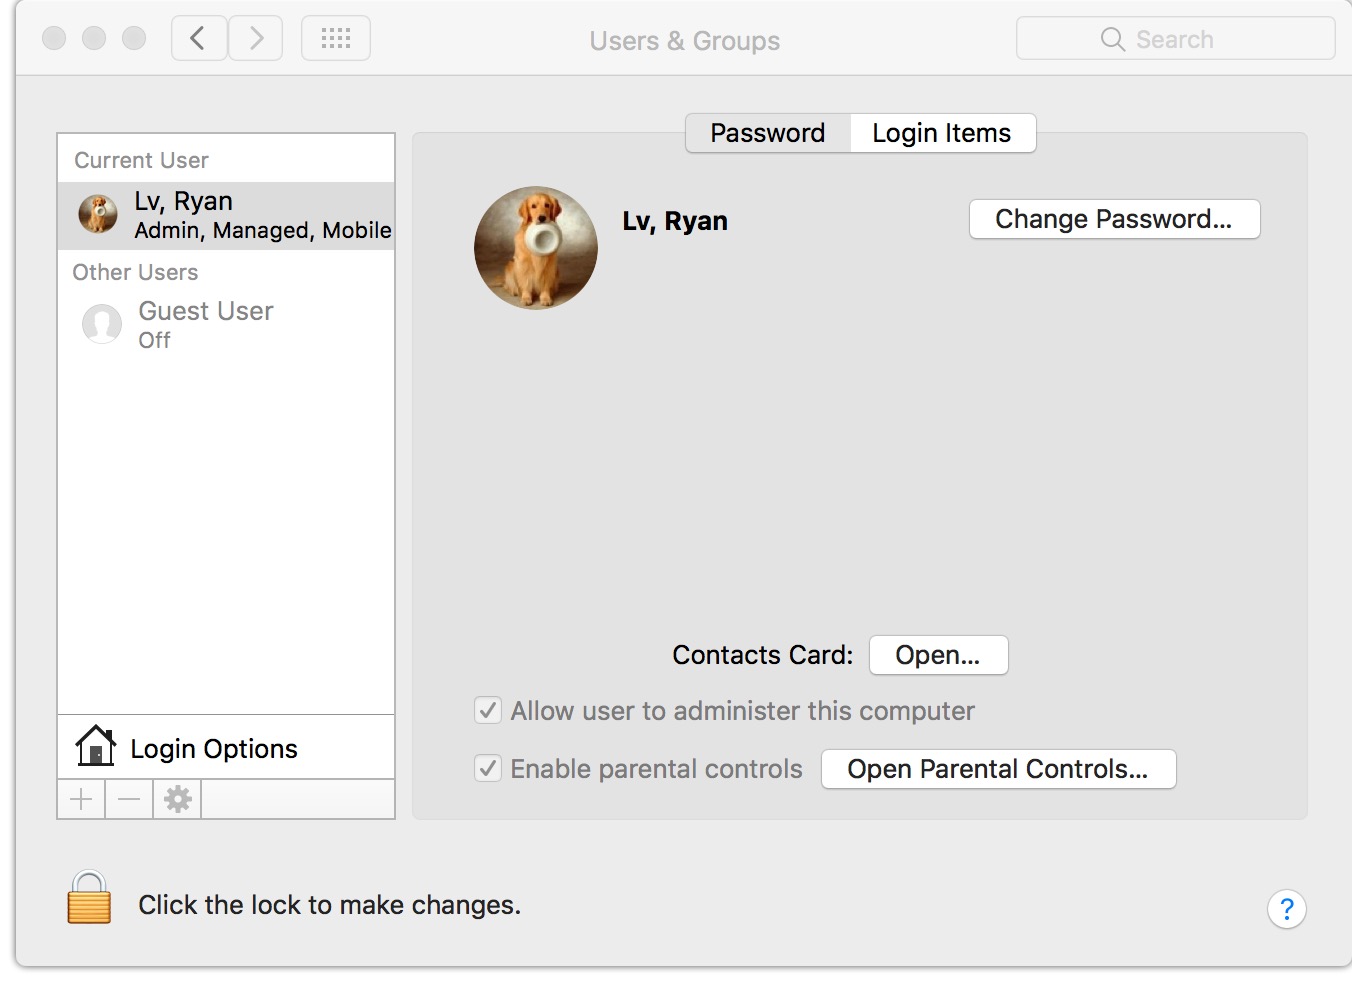 Users & Groups
Search
Password
Login Items
Current User
Lv, Ryan
Admin, Managed, Mobile
Other Users
Guest User
Off
Login Options
Lv, Ryan
Change Password...
Contacts Card:
Open...
Allow user to administer this computer
Enable parental controls
Open Parental Controls...
Click the lock to make changes.
?